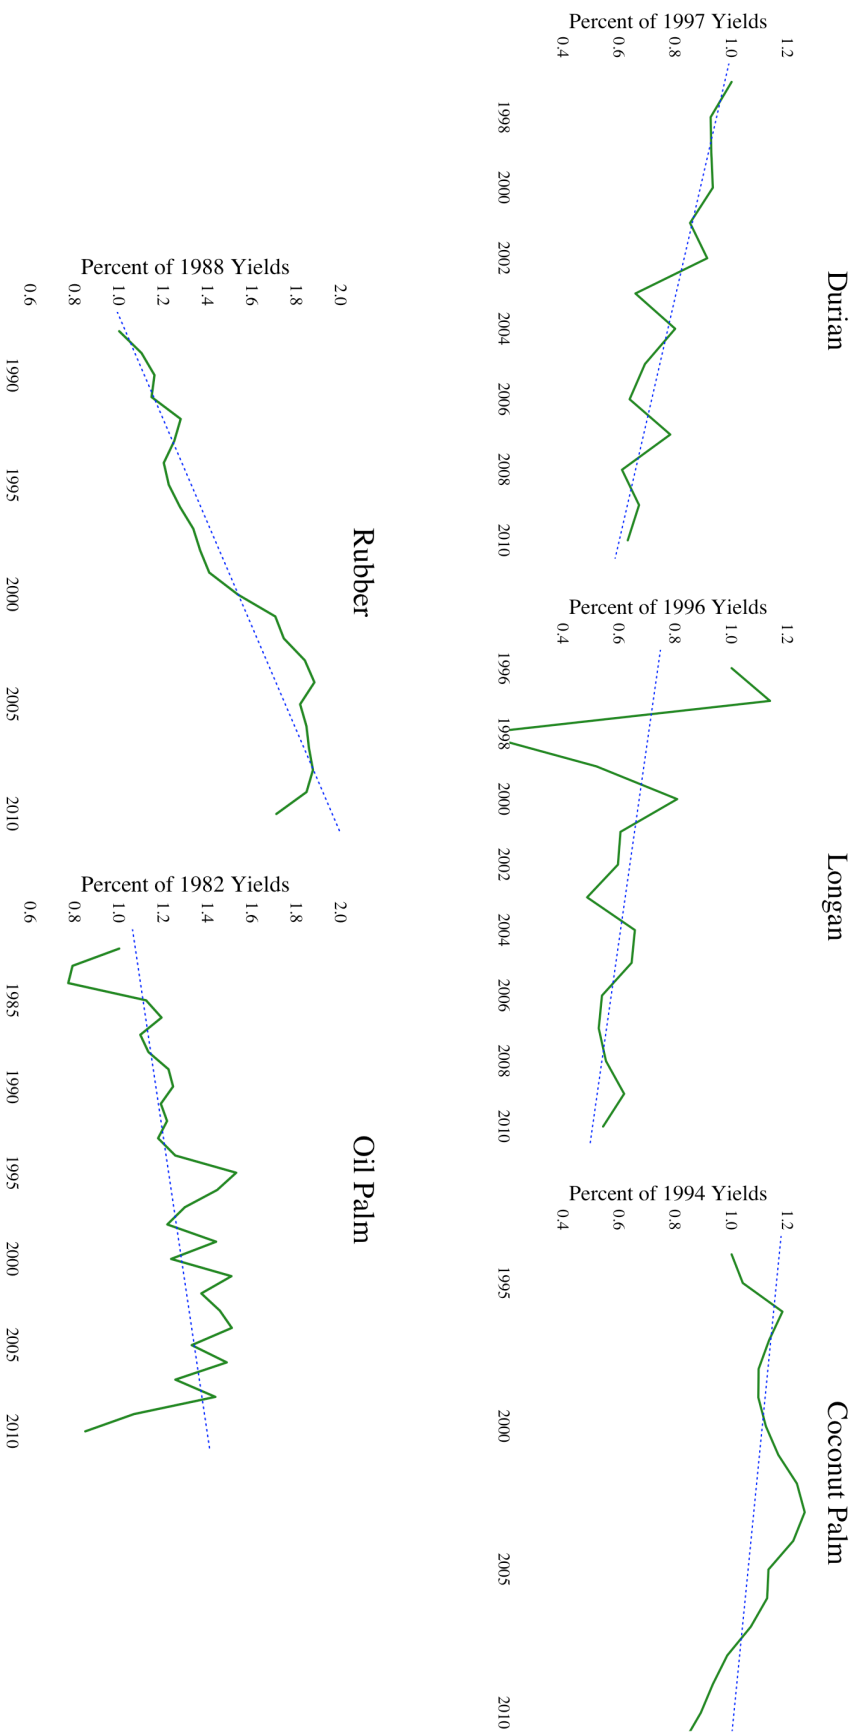 Durian
Percent of 1997 Yields
0.4 0.6 0.8 1.0 1.2
1998 2000 2002 2004 2006 2008 2010
Longan
Percent of 1996 Yields
0.4 0.6 0.8 1.0 1.2
1996 1998 2000 2002 2004 2006 2008 2010
Coconut Palm
Percent of 1994 Yields
0.4 0.6 0.8 1.0 1.2
1995 2000 2005 2010
Rubber
Percent of 1988 Yields
0.6 0.8 1.0 1.2 1.4 1.6 1.8 2.0
1990 1995 2000 2005 2010
Oil Palm
Percent of 1982 Yields
0.6 0.8 1.0 1.2 1.4 1.6 1.8 2.0
1985 1990 1995 2000 2005 2010